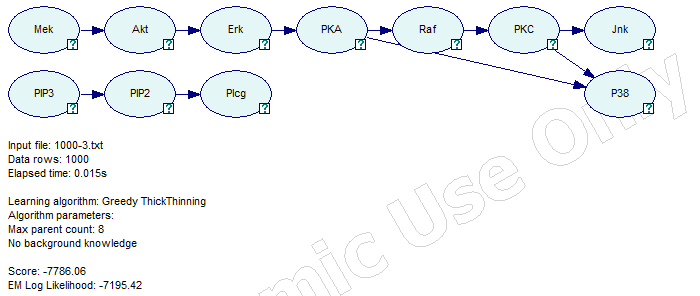 Mek Akt Erk PKA Raf PKC Jnk
? ? ? ? ? ? ?
PIP3 PIP2 Plcg P38
? ? ? ?
Input file: 1000-3.txt
Data rows: 1000
Elapsed time: 0.015s
Learning algorithm: Greedy ThickThinning
Algorithm parameters:
Max parent count: 8
No background knowledge
Score: -7786.06
EM Log Likelihood: -7195.42
mic Use Only